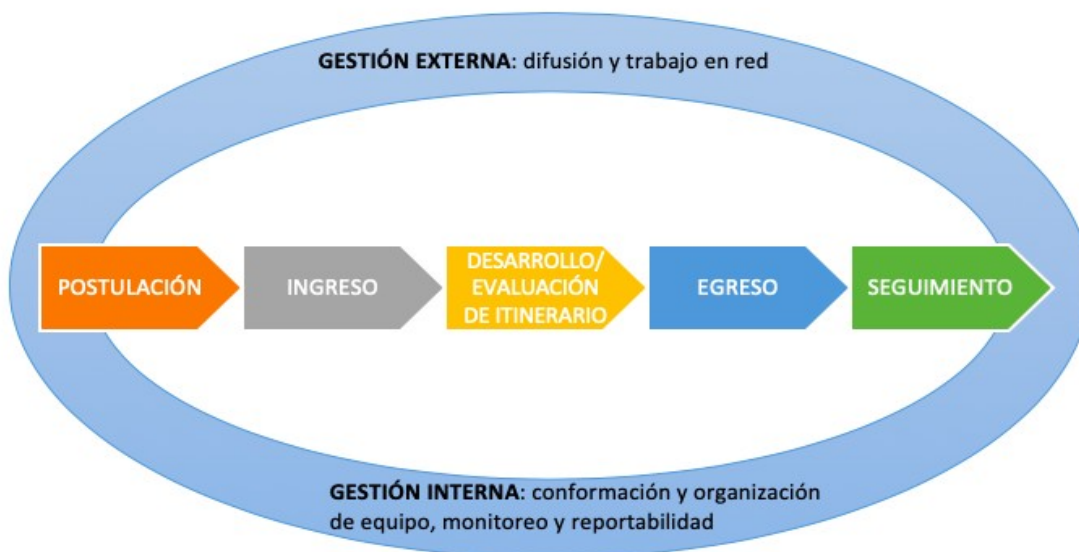 GESTIÓN EXTERNA: difusión y trabajo en red
POSTULACIÓN
INGRESO
DESARROLLO/
EVALUACIÓN
DE ITINERARIO
EGRESO
SEGUIMIENTO
GESTIÓN INTERNA: conformación y organización
de equipo, monitoreo y reportabilidad